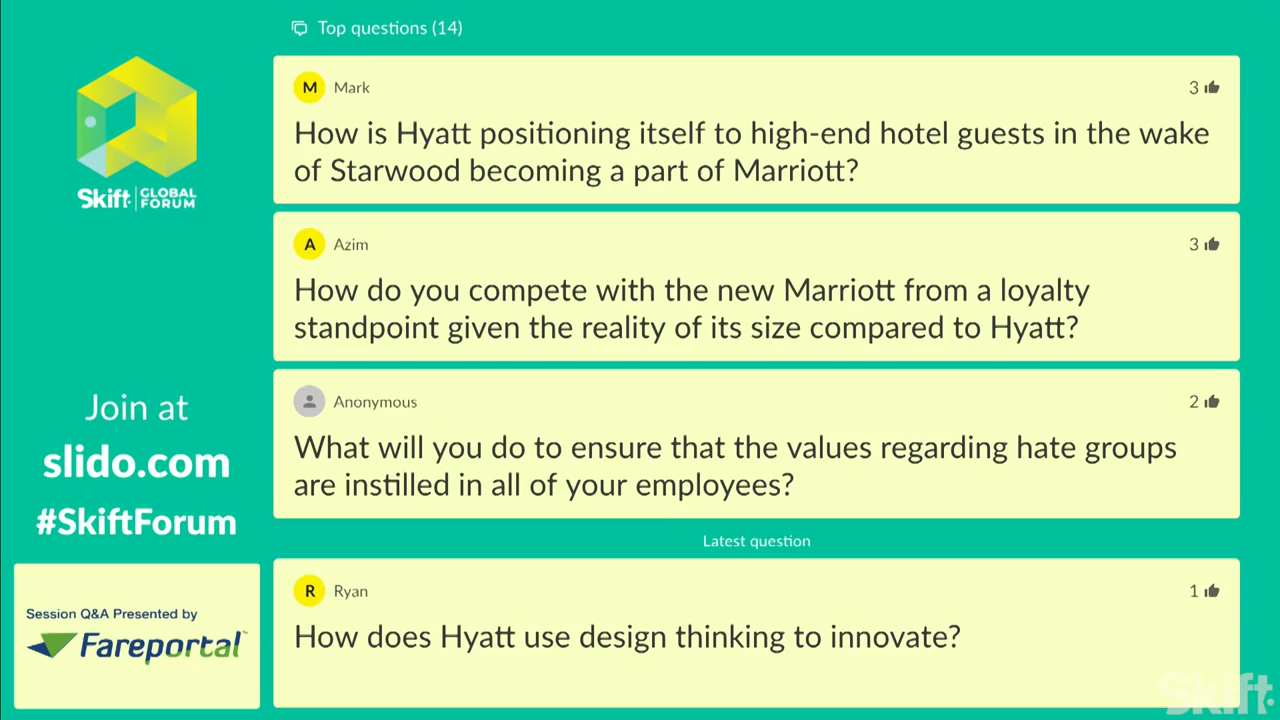 Top questions (14)
M Mark 3
How is Hyatt positioning itself to high-end hotel guests in the wake
of Starwood becoming a part of Marriott?
A Azim 3
How do you compete with the new Marriott from a loyalty
standpoint given the reality of its size compared to Hyatt?
Anonymous 2
What will you do to ensure that the values regarding hate groups
are instilled in all of your employees?
Latest question
R Ryan 1
How does Hyatt use design thinking to innovate?
Skift GLOBAL
FORUM
Join at
slido.com
#SkiftForum
Session Q&A Presented by
Fareportal™
Skift